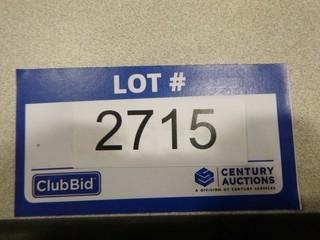 LOT #
2715
ClubBid
CENTURY
AUCTIONS
A DIVISION OF CENTURY SERVICES